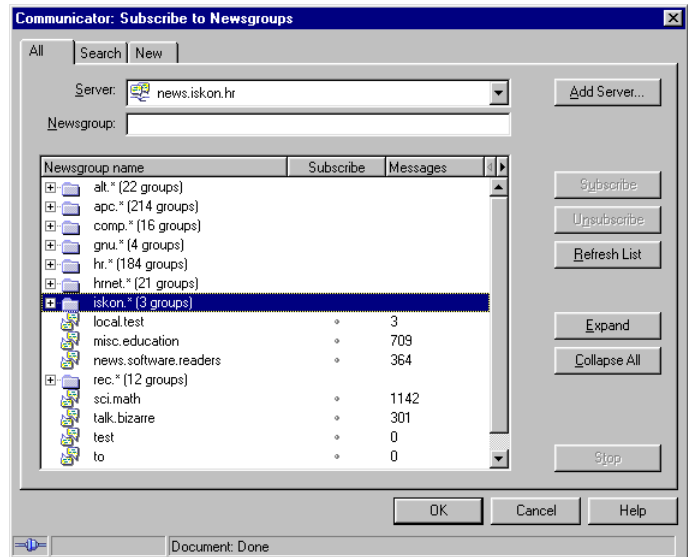 Communicator: Subscribe to Newsgroups
All Search New
Server: news.iskon.hr Add Server...
Newsgroup:
Newsgroup name Subscribe Messages
alt.* (22 groups) Subscribe
apc.* (214 groups)
comp.* (16 groups) Unsubscribe
gnu.* (4 groups)
hr.* (184 groups) Refresh List
hrnet.* (21 groups)
iskon.* (3 groups)
local.test 3 Expand
misc.education 709
news.software.readers 364 Collapse All
rec.* (12 groups)
sci.math 1142
talk.bizarre 301
test 0
to 0 Stop
OK Cancel Help
Document: Done